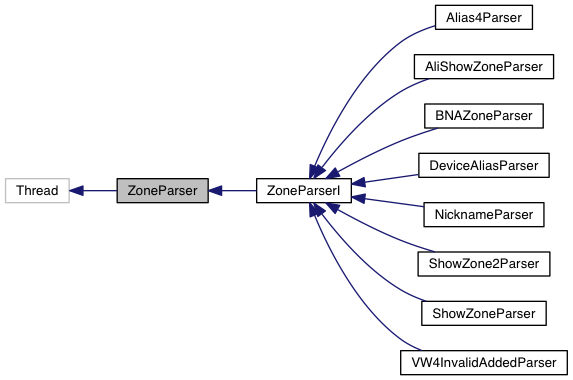 Alias4Parser
AliShowZoneParser
BNAZoneParser
DeviceAliasParser
Thread
ZoneParser
ZoneParserI
NicknameParser
ShowZone2Parser
ShowZoneParser
VW4InvalidAddedParser